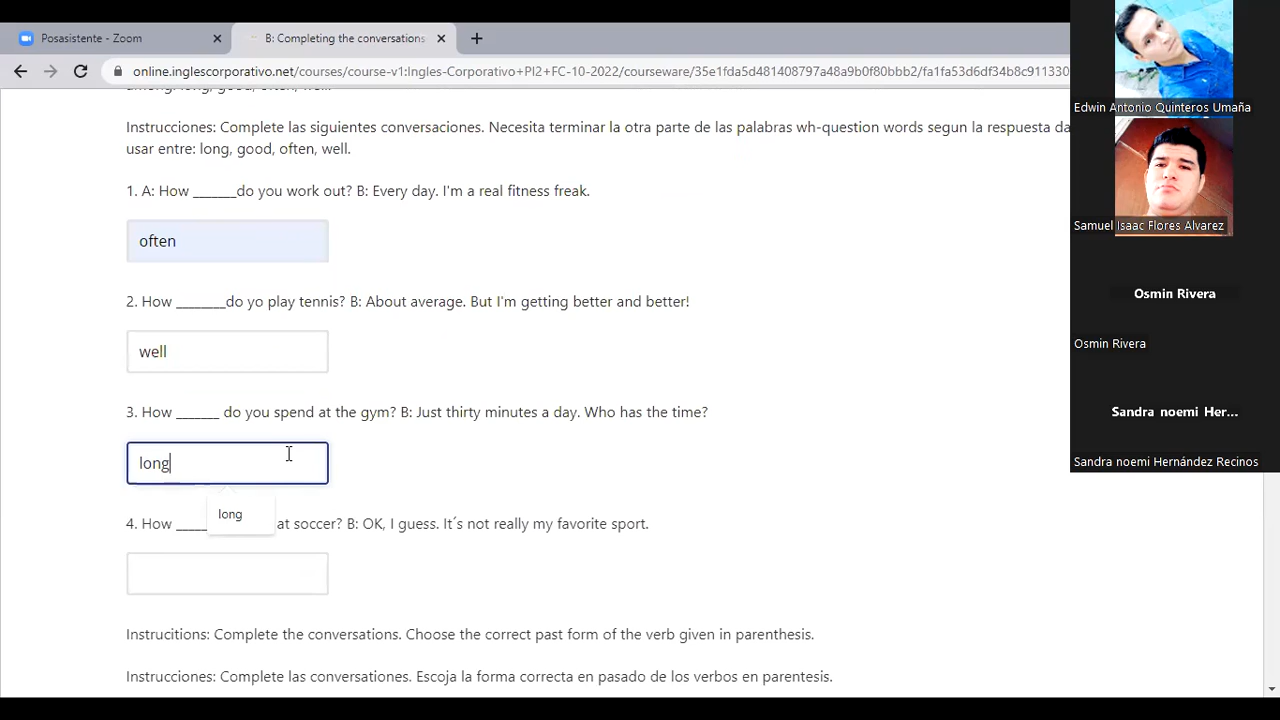 Posasistente - Zoom
B: Completing the conversations
online.inglescorporativo.net/courses/course-v1:Ingles-Corporativo+PI2+FC-10-2022/courseware/35e1fda5d481408797a48a9b0f80bbb2/fa1fa53d6df34b8c911330
Instrucciones: Complete las siguientes conversaciones. Necesita terminar la otra parte de las palabras wh-question words segun la respuesta da
usar entre: long, good, often, well.
1. A: How _______do you work out? B: Every day. I'm a real fitness freak.
often
2. How ________do yo play tennis? B: About average. But I'm getting better and better!
well
3. How _______ do you spend at the gym? B: Just thirty minutes a day. Who has the time?
long
long
4. How _____ at soccer? B: OK, I guess. It´s not really my favorite sport.
Instrucitions: Complete the conversations. Choose the correct past form of the verb given in parenthesis.
Instrucciones: Complete las conversationes. Escoja la forma correcta en pasado de los verbos en parentesis.
Edwin Antonio Quinteros Umaña
Samuel Isaac Flores Alvarez
Osmin Rivera
Osmin Rivera
Sandra noemi Her...
Sandra noemi Hernández Recinos